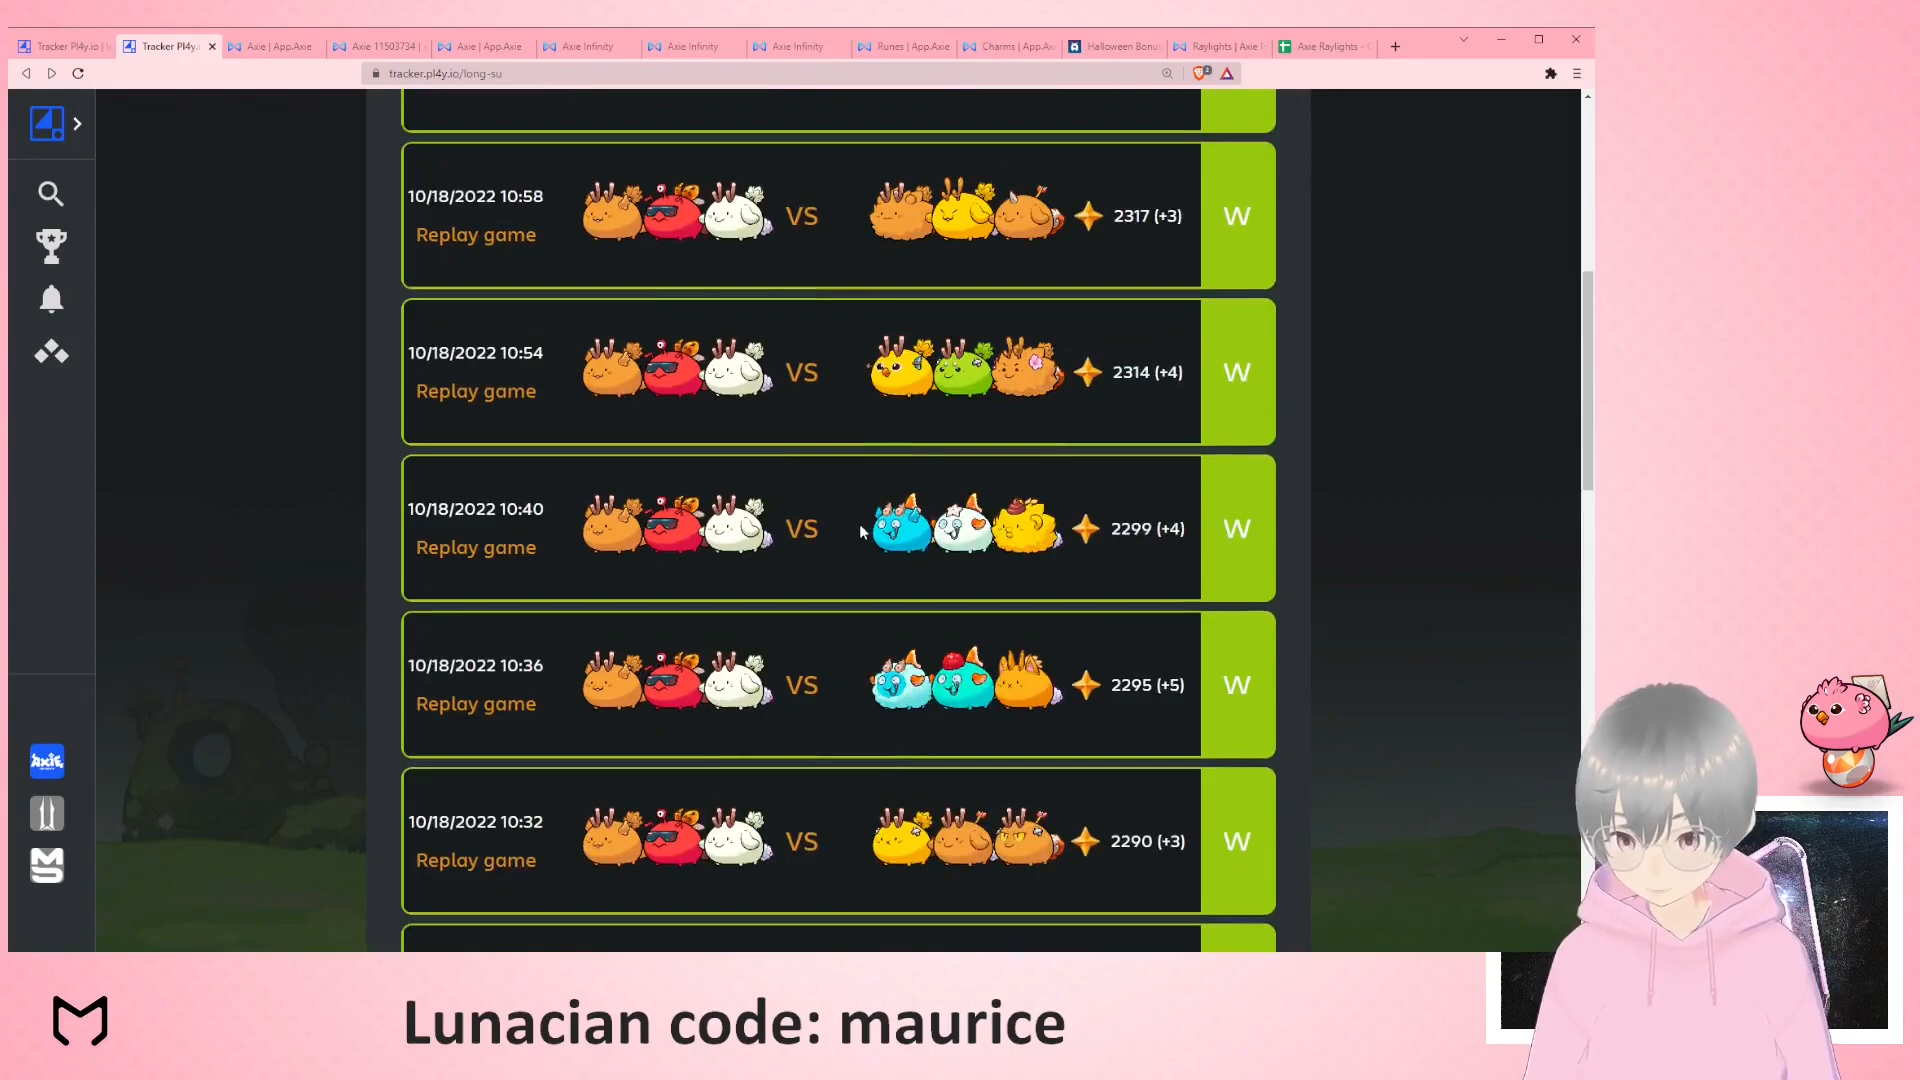 Tracker Pl4y.io |
Tracker Pl4y.
Axie | App.Axie
Axie 11503734 |
Axie | App.Axie
Axie Infinity
Axie Infinity
Axie Infinity
Runes | App.Axie
Charms | App.Ax
Halloween Bonu
Raylights | Axie I
Axie Raylights -
tracker.pl4y.io/long-su
10/18/2022 10:58
Replay game
VS
2317 (+3)
W
10/18/2022 10:54
Replay game
VS
2314 (+4)
W
10/18/2022 10:40
Replay game
VS
2299 (+4)
W
10/18/2022 10:36
Replay game
VS
2295 (+5)
W
10/18/2022 10:32
Replay game
VS
2290 (+3)
W
AXIE
Lunacian code: maurice